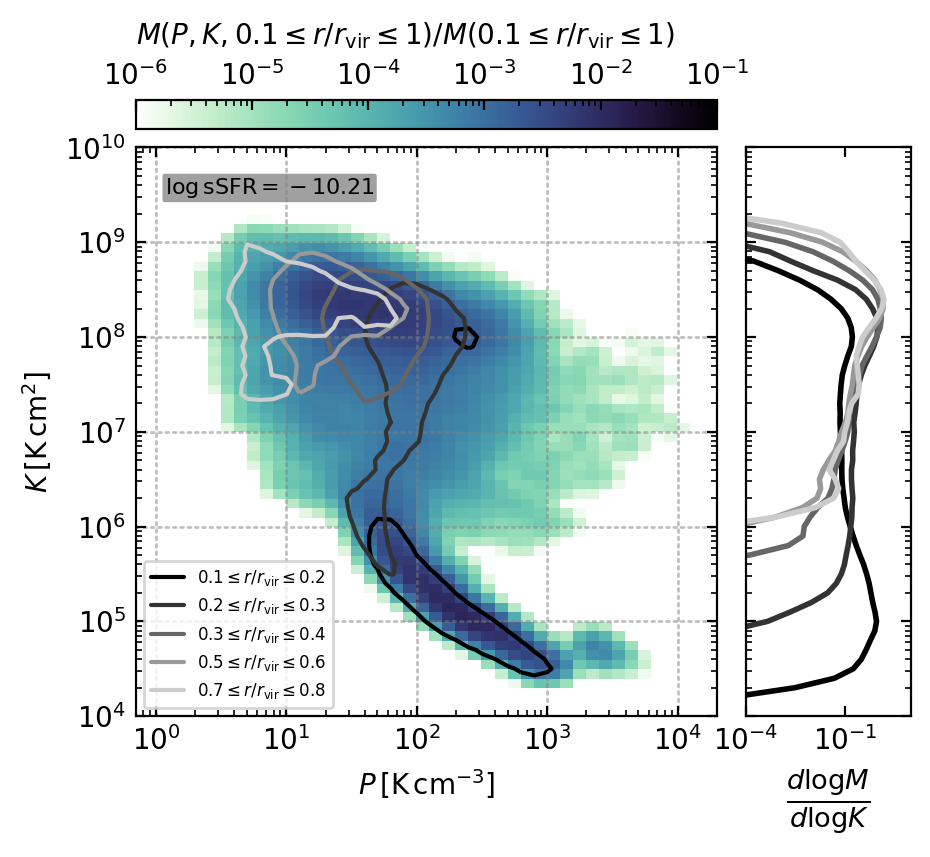 M(P, K, 0.1 ≤ r/r_vir ≤ 1)/M(0.1 ≤ r/r_vir ≤ 1)
10^−6 10^−5 10^−4 10^−3 10^−2 10^−1
10^10
log sSFR = −10.21
10^9
10^8
10^7
10^6
10^5
10^4
K [K cm^2]
0.1 ≤ r/r_vir ≤ 0.2
0.2 ≤ r/r_vir ≤ 0.3
0.3 ≤ r/r_vir ≤ 0.4
0.5 ≤ r/r_vir ≤ 0.6
0.7 ≤ r/r_vir ≤ 0.8
10^0 10^1 10^2 10^3 10^4 10^−4 10^−1
P [K cm^−3]
dlogM
dlogK